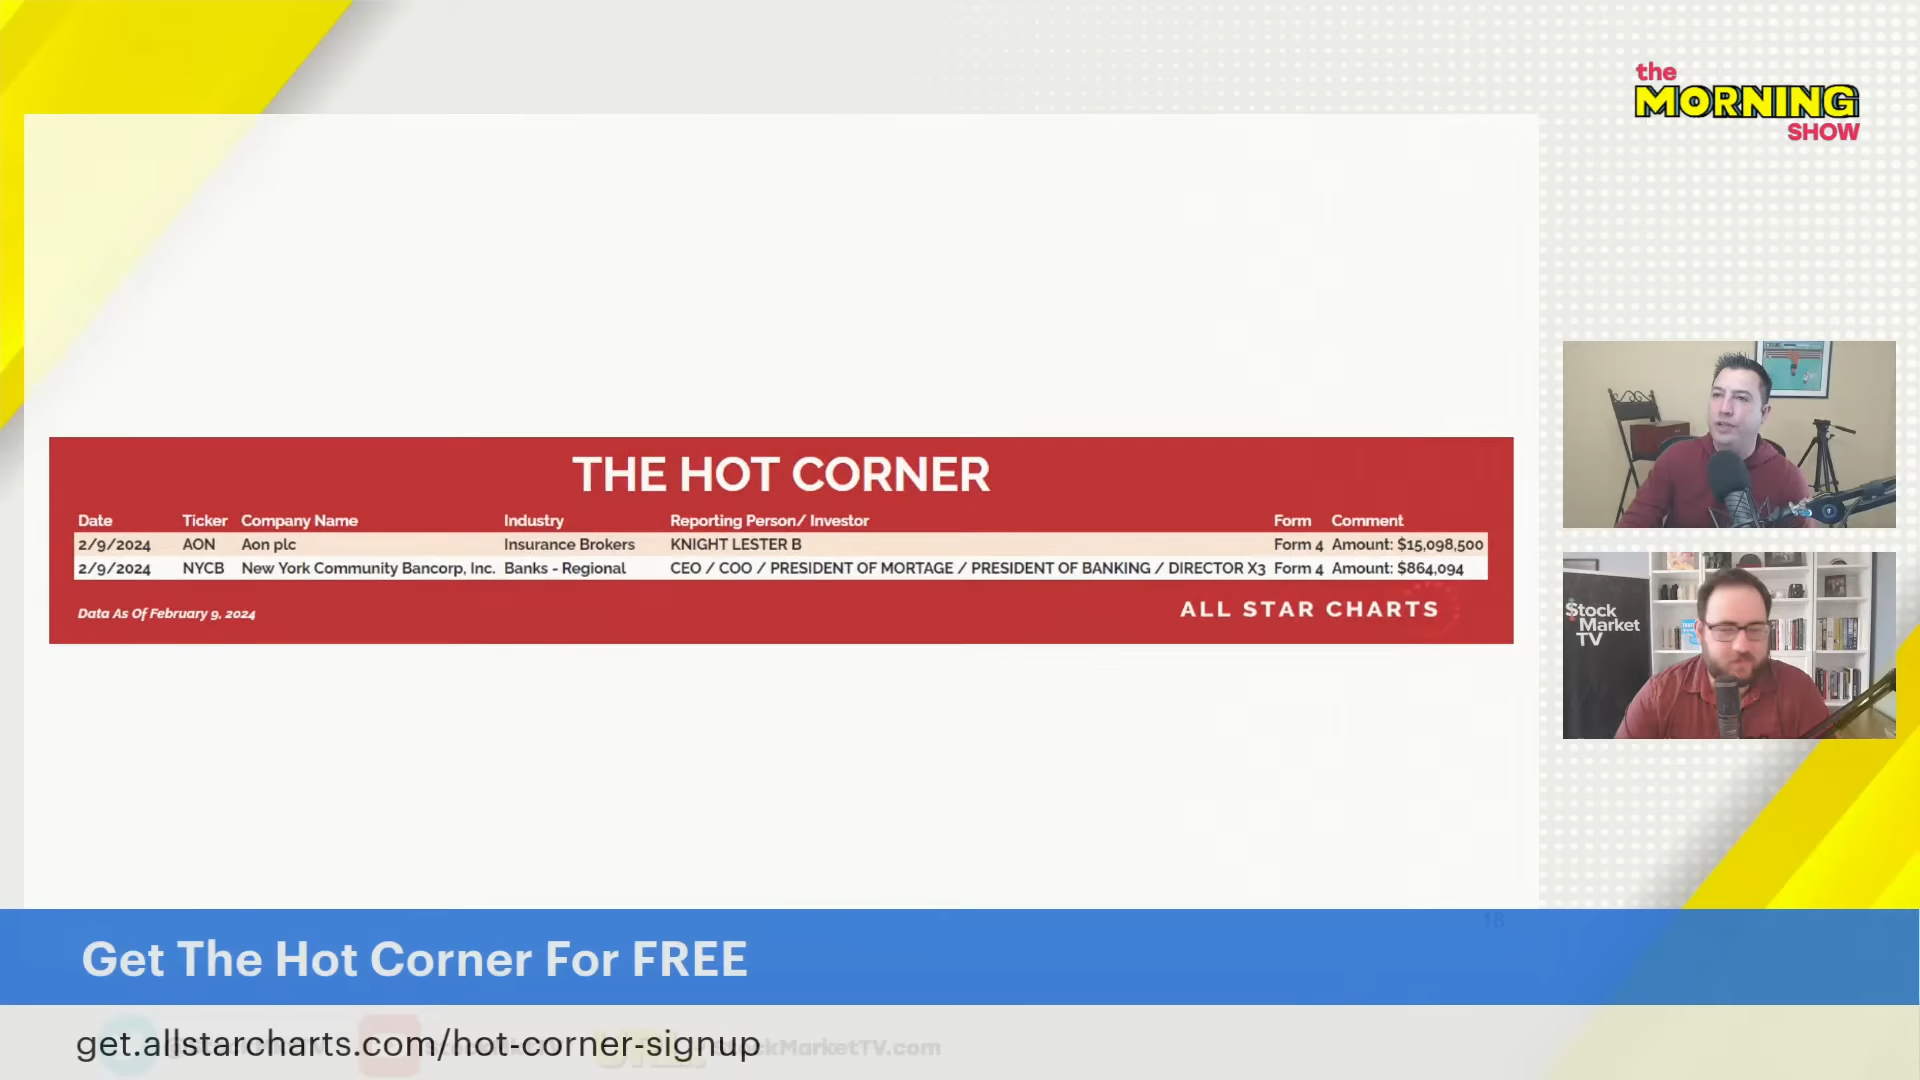 the
MORNING
SHOW
THE HOT CORNER
Date Ticker Company Name Industry Reporting Person/ Investor Form Comment
2/9/2024 AON Aon plc Insurance Brokers KNIGHT LESTER B Form 4 Amount: $15,098,500
2/9/2024 NYCB New York Community Bancorp, Inc. Banks - Regional CEO / COO / PRESIDENT OF MORTAGE / PRESIDENT OF BANKING / DIRECTOR X3 Form 4 Amount: $864,094
Data As Of February 9, 2024
ALL STAR CHARTS
Stock
Market
TV
18
Get The Hot Corner For FREE
get.allstarcharts.com/hot-corner-signup
StockMarketTV.com